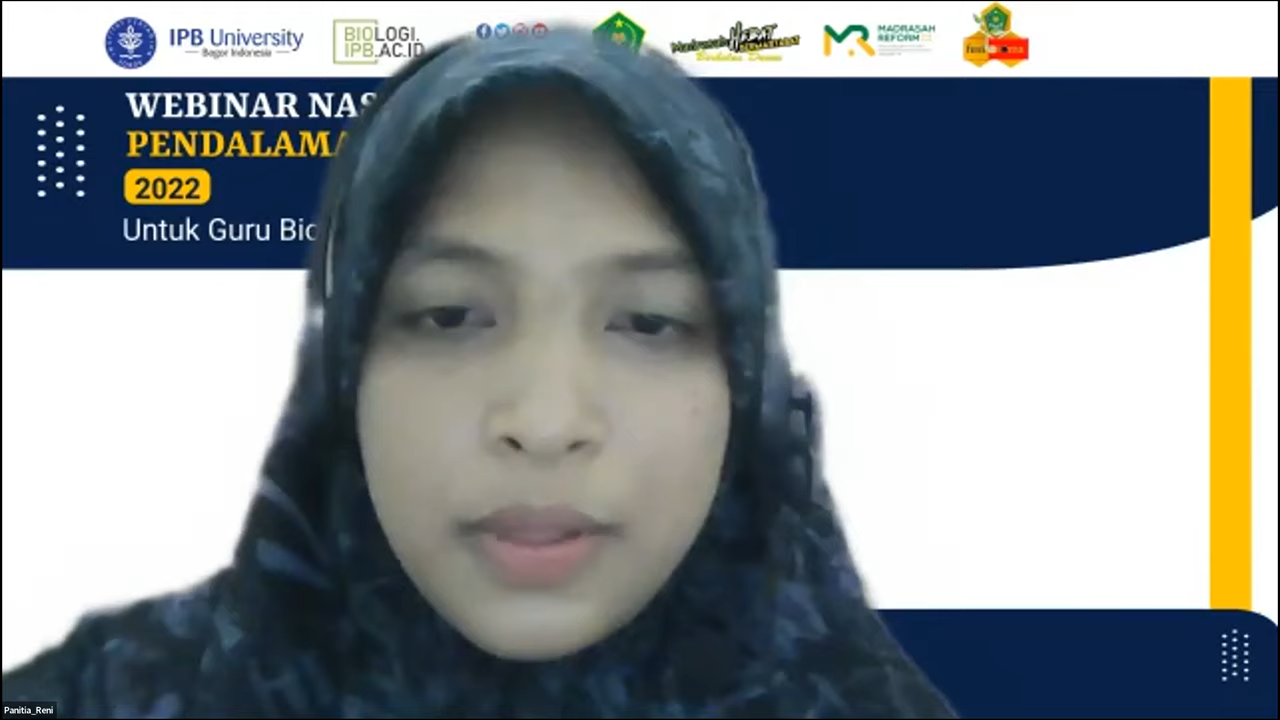 IPB University
Bogor Indonesia
BIOLOGI.
IPB.AC.ID
MADRASAH
REFORM
WEBINAR NAS
PENDALAMA
2022
Untuk Guru Bio
Panitia_Reni